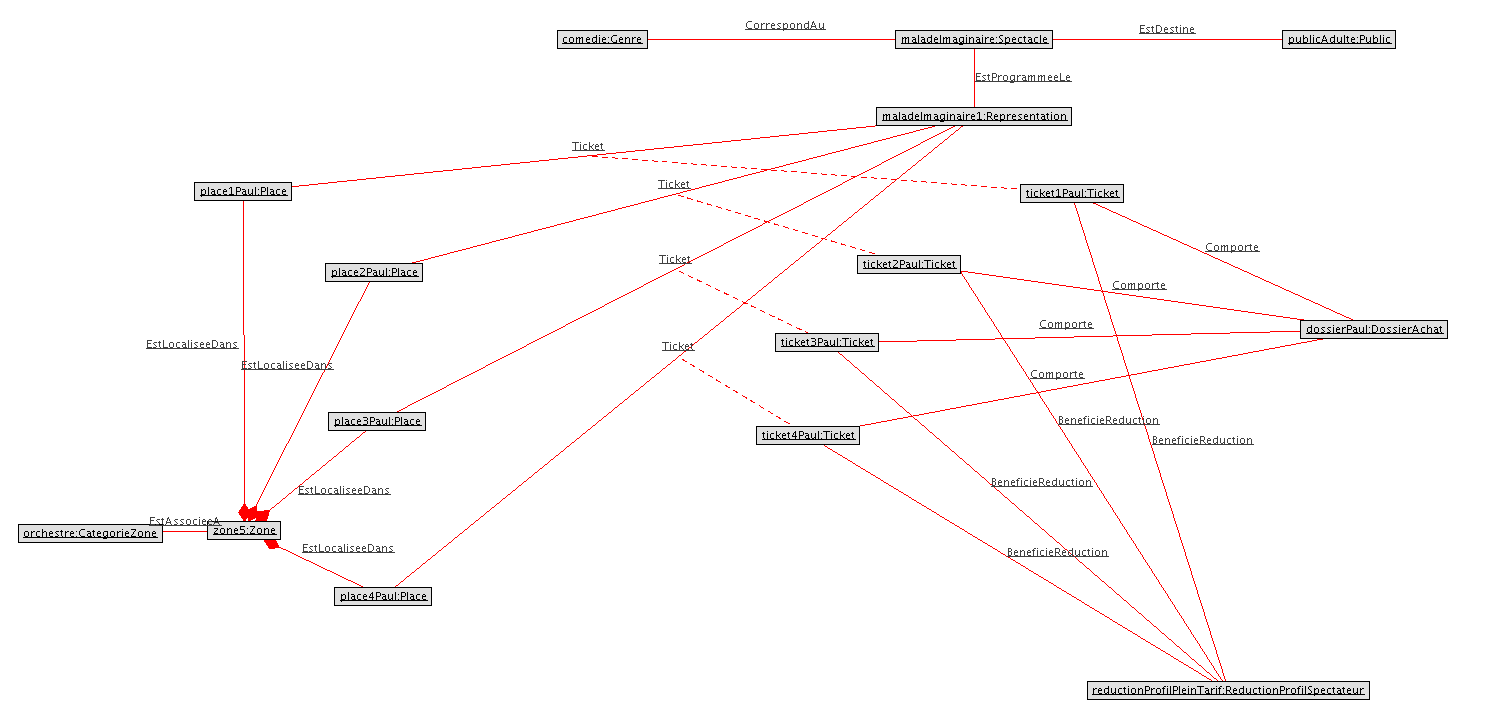 CorrespondAu
EstDestine
comedie:Genre
maladeImaginaire:Spectacle
publicAdulte:Public
EstProgrammeeLe
maladeImaginaire1:Representation
Ticket
place1Paul:Place
Ticket
ticket1Paul:Ticket
Comporte
Ticket
ticket2Paul:Ticket
place2Paul:Place
Comporte
Comporte
dossierPaul:DossierAchat
EstLocaliseeDans
Ticket
ticket3Paul:Ticket
EstLocaliseeDans
Comporte
place3Paul:Place
BeneficieReduction
ticket4Paul:Ticket
BeneficieReduction
EstLocaliseeDans
BeneficieReduction
EstAssocieeA
orchestre:CategorieZone
zone5:Zone
EstLocaliseeDans
BeneficieReduction
place4Paul:Place
reductionProfilPleinTarif:ReductionProfilSpectateur